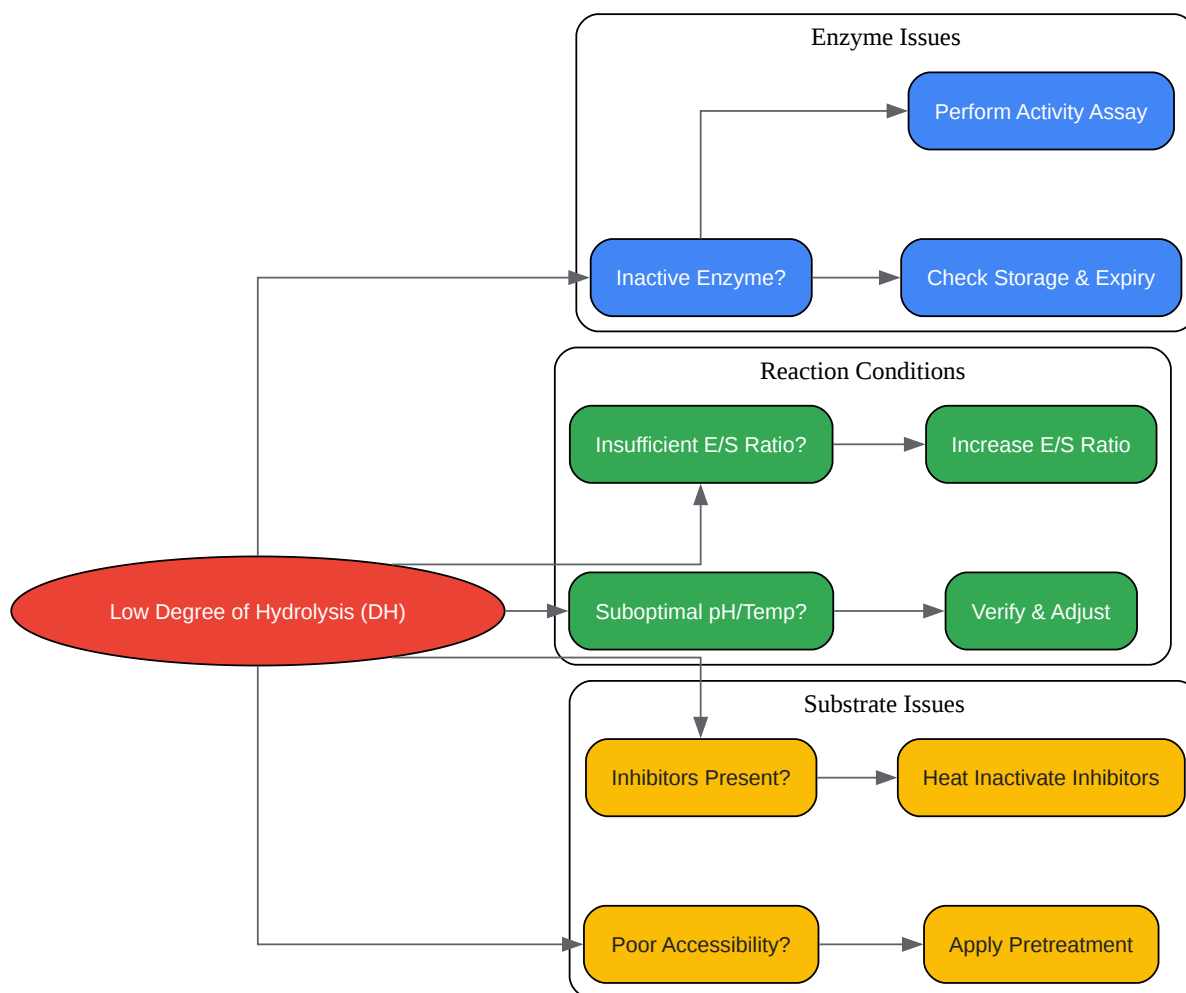 Enzyme Issues
Perform Activity Assay
Inactive Enzyme?
Check Storage & Expiry
Reaction Conditions
Insufficient E/S Ratio?
Increase E/S Ratio
Low Degree of Hydrolysis (DH)
Suboptimal pH/Temp?
Verify & Adjust
Substrate Issues
Inhibitors Present?
Heat Inactivate Inhibitors
Poor Accessibility?
Apply Pretreatment